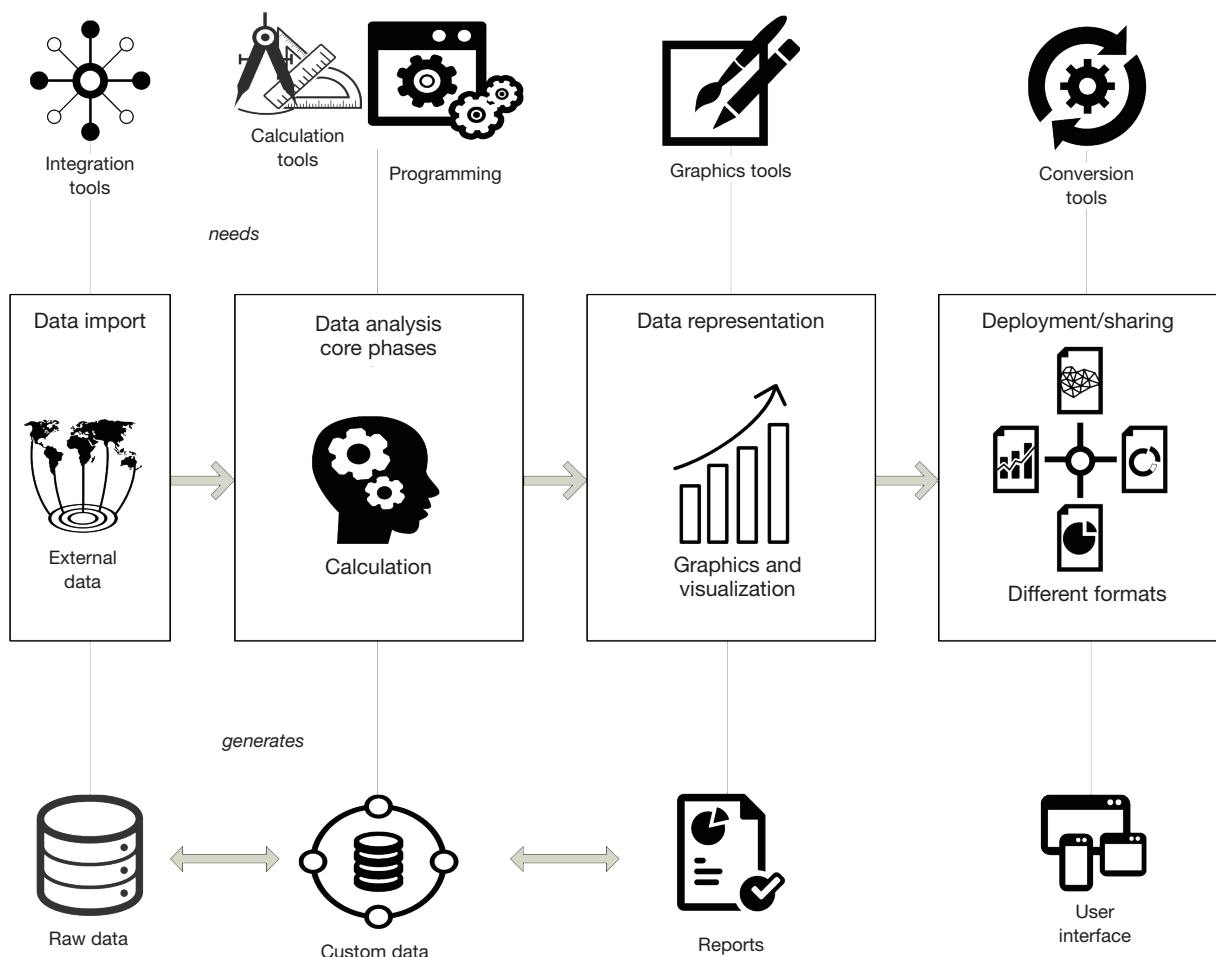 Integration
tools
Calculation
tools
Programming
Graphics tools
Conversion
tools
needs
Data import
Data analysis
core phases
Data representation
Deployment/sharing
External
data
Calculation
Graphics and
visualization
Different formats
generates
Raw data
Custom data
Reports
User
interface